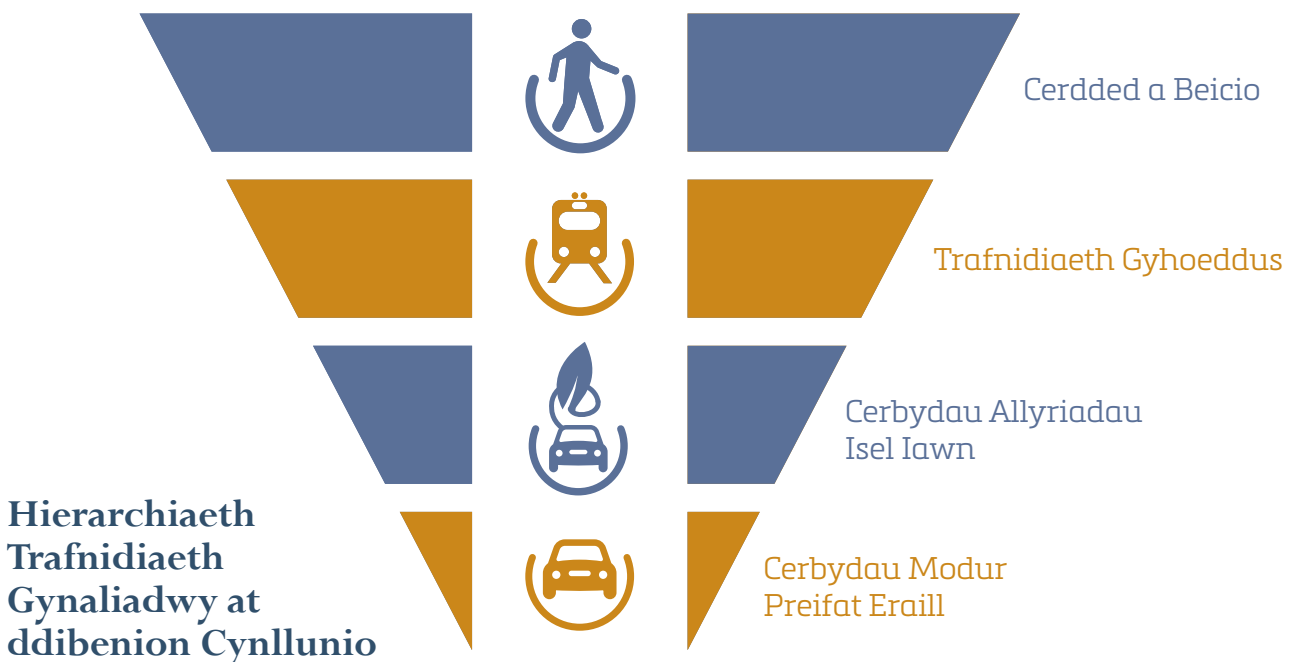 Cerdded a Beicio
Trafnidiaeth Gyhoeddus
Cerbydau Allyriadau
Isel Iawn
Hierarchiaeth
Trafnidiaeth
Gynaliadwy at
ddibenion Cynllunio
Cerbydau Modur
Preifat Eraill